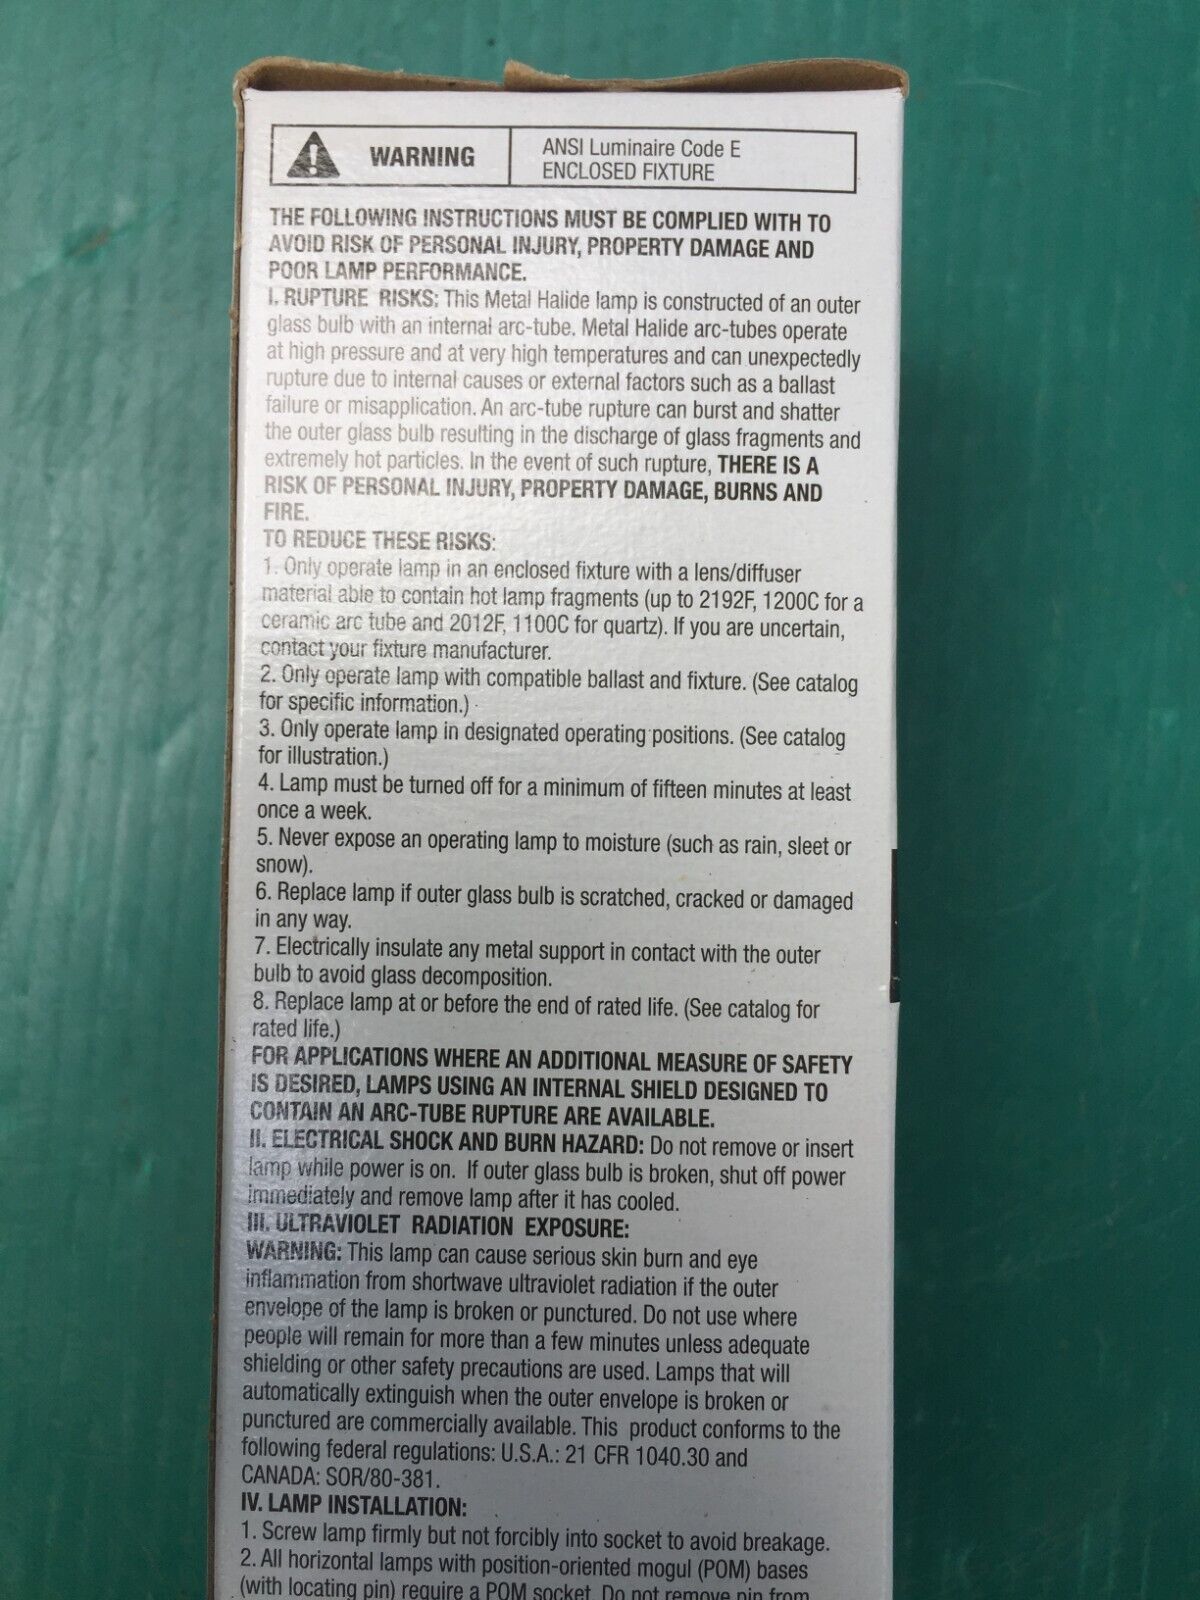 WARNING
ANSI Luminaire Code E
ENCLOSED FIXTURE
THE FOLLOWING INSTRUCTIONS MUST BE COMPLIED WITH TO
AVOID RISK OF PERSONAL INJURY, PROPERTY DAMAGE AND
POOR LAMP PERFORMANCE.
I. RUPTURE RISKS: This Metal Halide lamp is constructed of an outer
glass bulb with an internal arc-tube. Metal Halide arc-tubes operate
at high pressure and at very high temperatures and can unexpectedly
rupture due to internal causes or external factors such as a ballast
failure or misapplication. An arc-tube rupture can burst and shatter
the outer glass bulb resulting in the discharge of glass fragments and
extremely hot particles. In the event of such rupture, THERE IS A
RISK OF PERSONAL INJURY, PROPERTY DAMAGE, BURNS AND
FIRE.
TO REDUCE THESE RISKS:
1. Only operate lamp in an enclosed fixture with a lens/diffuser
material able to contain hot lamp fragments (up to 2192F, 1200C for a
ceramic arc tube and 2012F, 1100C for quartz). If you are uncertain,
contact your fixture manufacturer.
2. Only operate lamp with compatible ballast and fixture. (See catalog
for specific information.)
3. Only operate lamp in designated operating positions. (See catalog
for illustration.)
4. Lamp must be turned off for a minimum of fifteen minutes at least
once a week.
5. Never expose an operating lamp to moisture (such as rain, sleet or
snow).
6. Replace lamp if outer glass bulb is scratched, cracked or damaged
in any way.
7. Electrically insulate any metal support in contact with the outer
bulb to avoid glass decomposition.
8. Replace lamp at or before the end of rated life. (See catalog for
rated life.)
FOR APPLICATIONS WHERE AN ADDITIONAL MEASURE OF SAFETY
IS DESIRED, LAMPS USING AN INTERNAL SHIELD DESIGNED TO
CONTAIN AN ARC-TUBE RUPTURE ARE AVAILABLE.
II. ELECTRICAL SHOCK AND BURN HAZARD: Do not remove or insert
lamp while power is on. If outer glass bulb is broken, shut off power
immediately and remove lamp after it has cooled.
III. ULTRAVIOLET RADIATION EXPOSURE:
WARNING: This lamp can cause serious skin burn and eye
inflammation from shortwave ultraviolet radiation if the outer
envelope of the lamp is broken or punctured. Do not use where
people will remain for more than a few minutes unless adequate
shielding or other safety precautions are used. Lamps that will
automatically extinguish when the outer envelope is broken or
punctured are commercially available. This product conforms to the
following federal regulations: U.S.A.: 21 CFR 1040.30 and
CANADA: SOR/80-381.
IV. LAMP INSTALLATION:
1. Screw lamp firmly but not forcibly into socket to avoid breakage.
2. All horizontal lamps with position-oriented mogul (POM) bases
(with locating pin) require a POM socket. Do not remove pin from